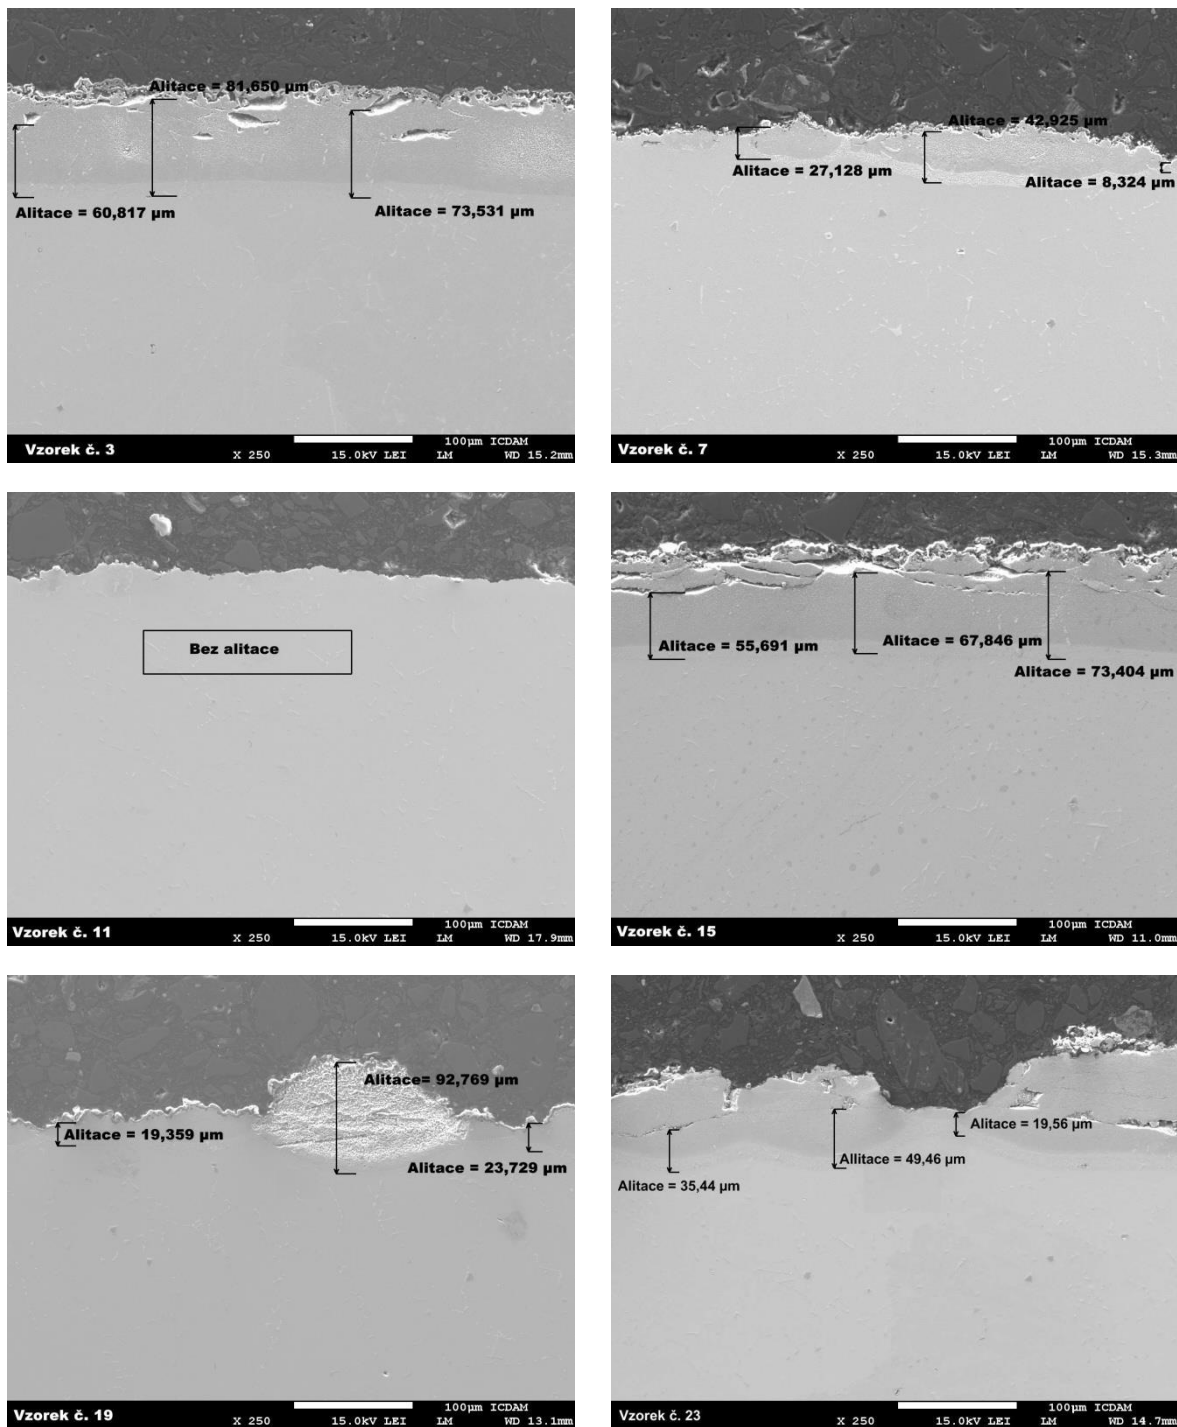 Alitace = 81,650 µm
Alitace = 60,817 µm
Alitace = 73,531 µm
Vzorek č. 3
100µm ICDAM
X 250 15.0kV LEI LM WD 15.2mm
Alitace = 42,925 µm
Alitace = 27,128 µm
Alitace = 8,324 µm
Vzorek č. 7
100µm ICDAM
X 250 15.0kV LEI LM WD 15.3mm
Bez alitace
Vzorek č. 11
100µm ICDAM
X 250 15.0kV LEI LM WD 17.9mm
Alitace = 55,691 µm
Alitace = 67,846 µm
Alitace = 73,404 µm
Vzorek č. 15
100µm ICDAM
X 250 15.0kV LEI LM WD 11.0mm
Alitace= 92,769 µm
Alitace = 19,359 µm
Alitace = 23,729 µm
Vzorek č. 19
100µm ICDAM
X 250 15.0kV LEI LM WD 13.1mm
Alitace = 19,56 µm
Allitace = 49,46 µm
Alitace = 35,44 µm
Vzorek č. 23
100µm ICDAM
X 250 15.0kV LEI LM WD 14.7mm